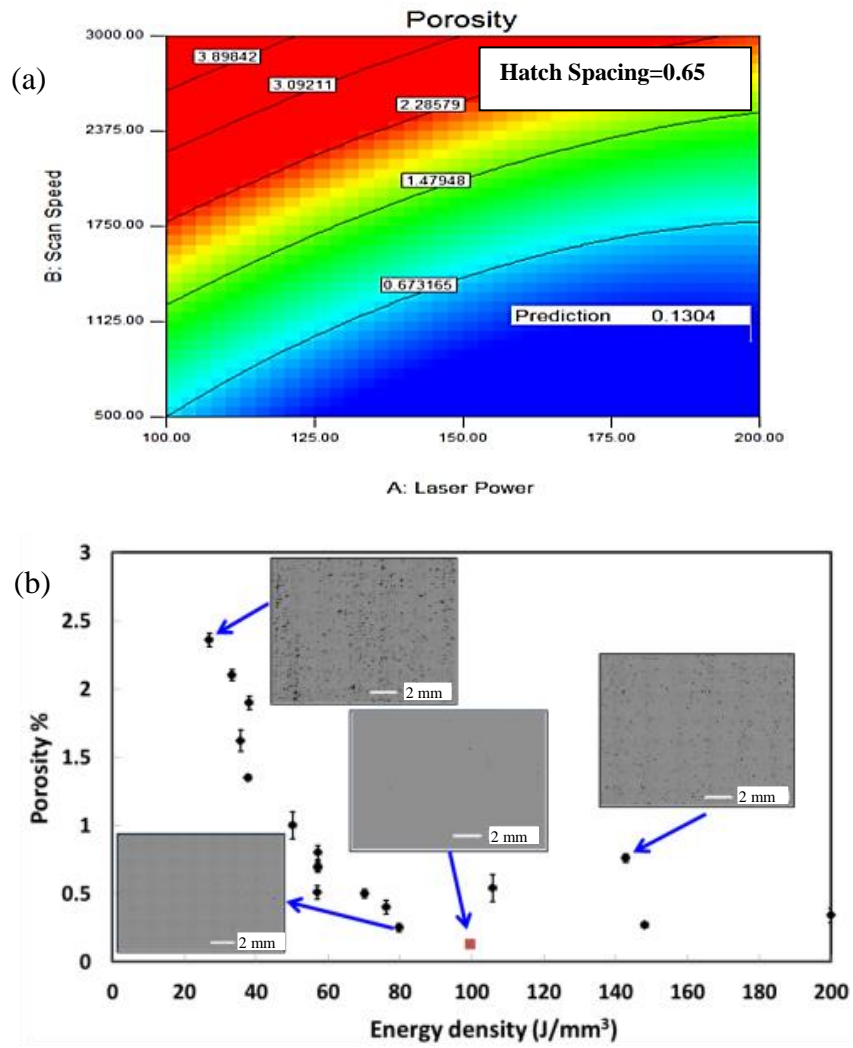 (a)
Porosity
Hatch Spacing=0.65
3000.00
2375.00
1750.00
1125.00
500.00
B: Scan Speed
3.89842
3.09211
2.28579
1.47948
0.673165
Prediction 0.1304
100.00 125.00 150.00 175.00 200.00
A: Laser Power
(b)
3
2.5
2
1.5
1
0.5
0
Porosity %
2 mm
2 mm
2 mm
2 mm
0 20 40 60 80 100 120 140 160 180 200
Energy density (J/mm³)